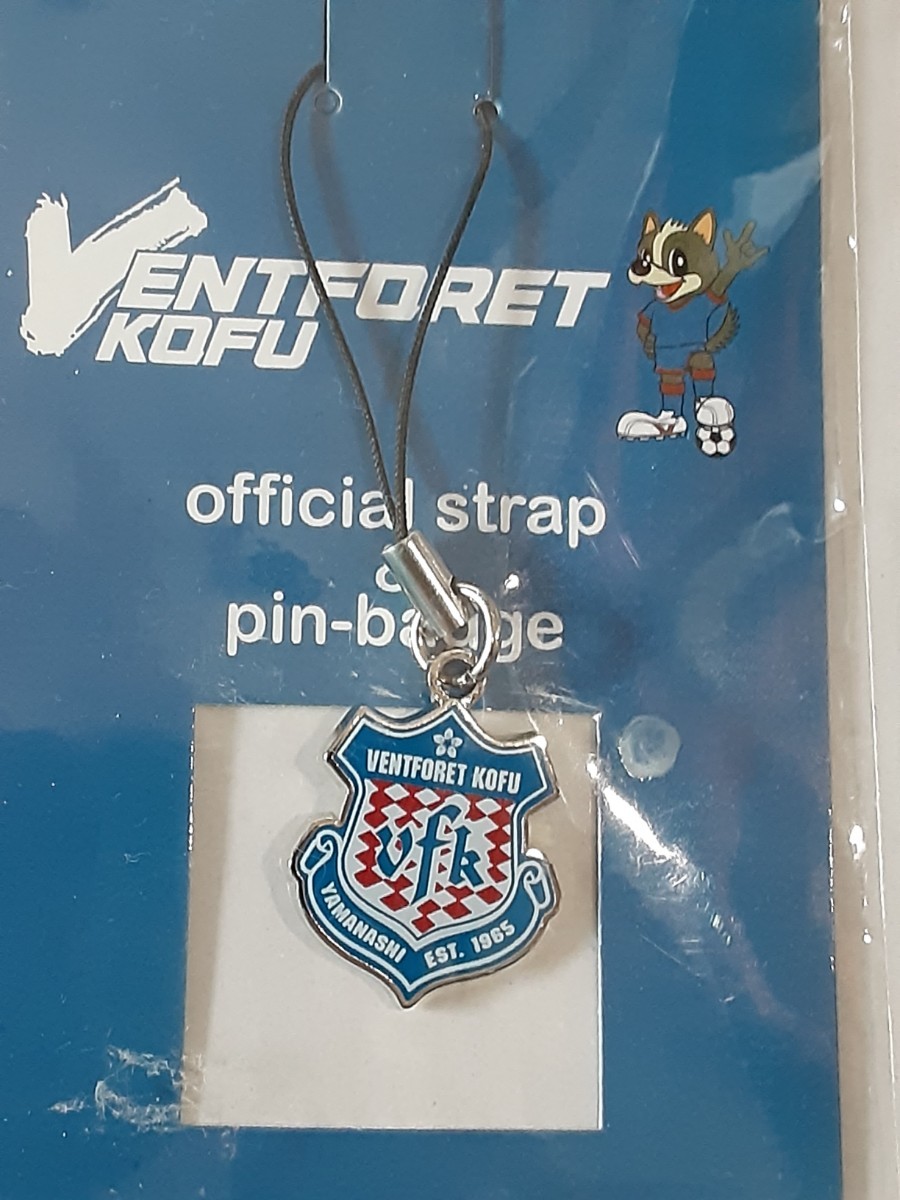 VENTFORET
KOFU
official strap
pin-badge
VENTFORET KOFU
vfk
YAMANASHI EST. 1965